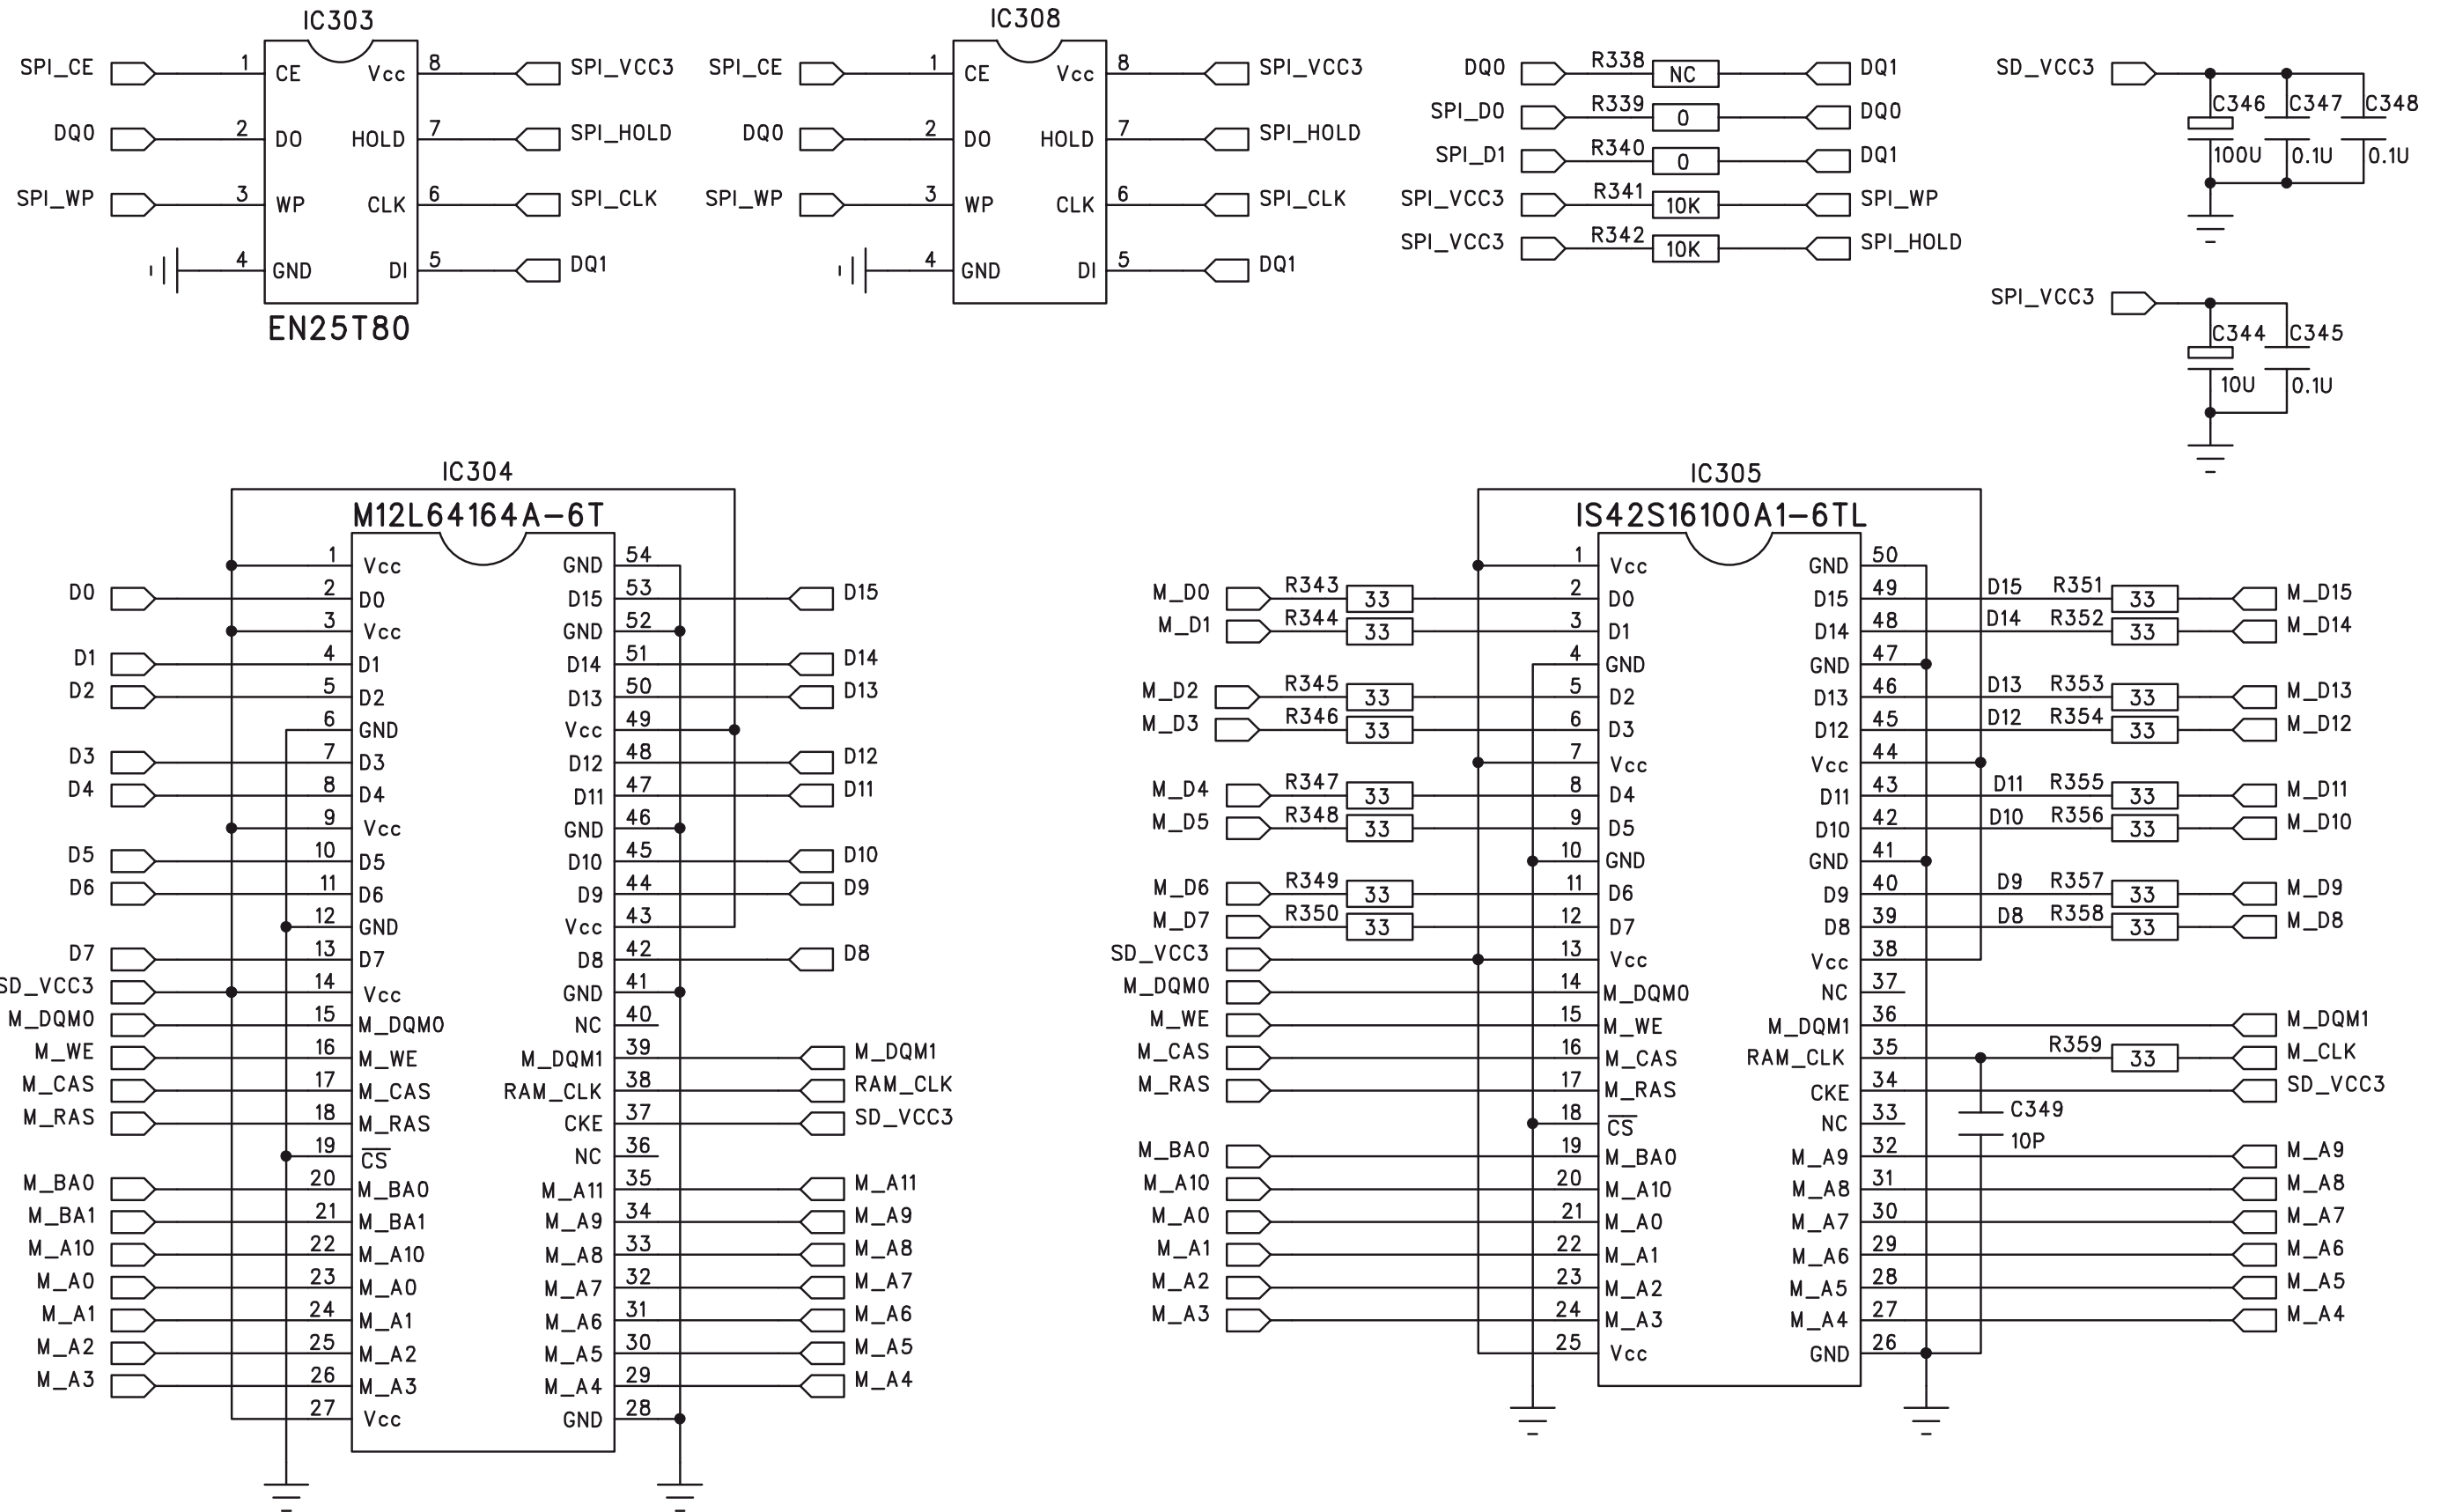 IC303
SPI_CE 1 CE Vcc 8 SPI_VCC3
DQ0 2 DO HOLD 7 SPI_HOLD
SPI_WP 3 WP CLK 6 SPI_CLK
4 GND DI 5 DQ1
EN25T80
IC308
SPI_CE 1 CE Vcc 8 SPI_VCC3
DQ0 2 DO HOLD 7 SPI_HOLD
SPI_WP 3 WP CLK 6 SPI_CLK
4 GND DI 5 DQ1
DQ0 R338 NC DQ1
SPI_D0 R339 0 DQ0
SPI_D1 R340 0 DQ1
SPI_VCC3 R341 10K SPI_WP
SPI_VCC3 R342 10K SPI_HOLD
SD_VCC3
C346 C347 C348
100U 0.1U 0.1U
SPI_VCC3
C344 C345
10U 0.1U
IC304
M12L64164A-6T
1 Vcc GND 54
D0 2 D0 D15 53 D15
3 Vcc GND 52
D1 4 D1 D14 51 D14
D2 5 D2 D13 50 D13
6 GND Vcc 49
D3 7 D3 D12 48 D12
D4 8 D4 D11 47 D11
9 Vcc GND 46
D5 10 D5 D10 45 D10
D6 11 D6 D9 44 D9
12 GND Vcc 43
D7 13 D7 D8 42 D8
SD_VCC3 14 Vcc GND 41
M_DQM0 15 M_DQM0 NC 40
M_WE 16 M_WE M_DQM1 39 M_DQM1
M_CAS 17 M_CAS RAM_CLK 38 RAM_CLK
M_RAS 18 M_RAS CKE 37 SD_VCC3
19 CS NC 36
M_BA0 20 M_BA0 M_A11 35 M_A11
M_BA1 21 M_BA1 M_A9 34 M_A9
M_A10 22 M_A10 M_A8 33 M_A8
M_A0 23 M_A0 M_A7 32 M_A7
M_A1 24 M_A1 M_A6 31 M_A6
M_A2 25 M_A2 M_A5 30 M_A5
M_A3 26 M_A3 M_A4 29 M_A4
27 Vcc GND 28
IC305
IS42S16100A1-6TL
1 Vcc GND 50
M_D0 R343 33 2 D0 D15 49 D15 R351 33 M_D15
M_D1 R344 33 3 D1 D14 48 D14 R352 33 M_D14
4 GND GND 47
M_D2 R345 33 5 D2 D13 46 D13 R353 33 M_D13
M_D3 R346 33 6 D3 D12 45 D12 R354 33 M_D12
7 Vcc Vcc 44
M_D4 R347 33 8 D4 D11 43 D11 R355 33 M_D11
M_D5 R348 33 9 D5 D10 42 D10 R356 33 M_D10
10 GND GND 41
M_D6 R349 33 11 D6 D9 40 D9 R357 33 M_D9
M_D7 R350 33 12 D7 D8 39 D8 R358 33 M_D8
SD_VCC3 13 Vcc Vcc 38
M_DQM0 14 M_DQM0 NC 37
M_WE 15 M_WE M_DQM1 36 M_DQM1
M_CAS 16 M_CAS RAM_CLK 35 R359 33 M_CLK
M_RAS 17 M_RAS CKE 34 SD_VCC3
18 CS NC 33 C349
10P
M_BA0 19 M_BA0 M_A9 32 M_A9
M_A10 20 M_A10 M_A8 31 M_A8
M_A0 21 M_A0 M_A7 30 M_A7
M_A1 22 M_A1 M_A6 29 M_A6
M_A2 23 M_A2 M_A5 28 M_A5
M_A3 24 M_A3 M_A4 27 M_A4
25 Vcc GND 26